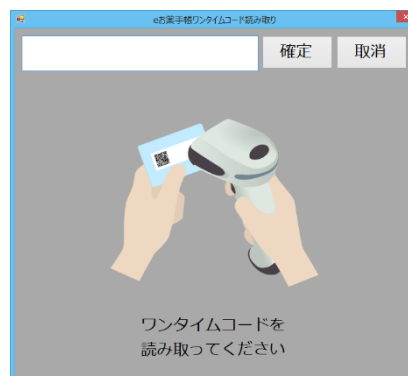 eお薬手帳ワンタイムコード読み取り
確定
取消
ワンタイムコードを
読み取ってください